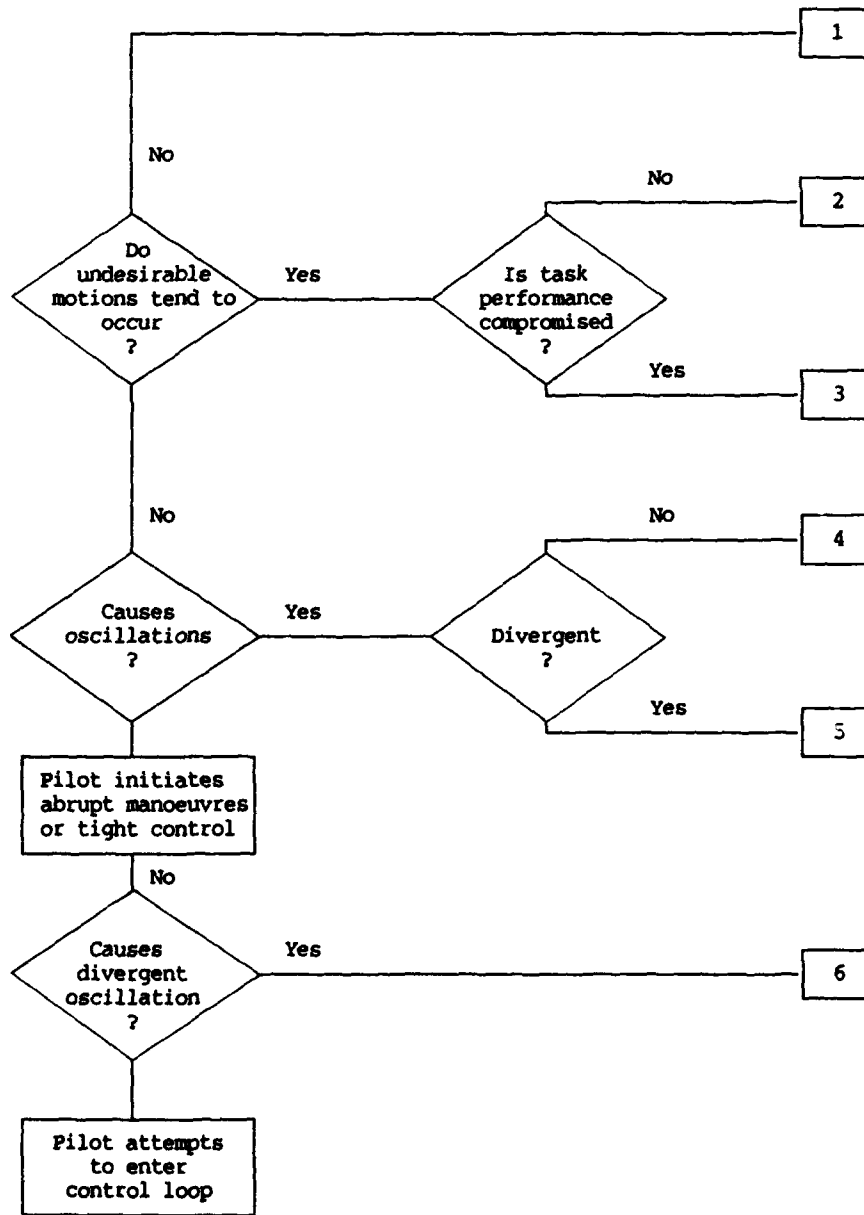 1
No
No
2
Do
undesirable
motions tend to
occur
?
Yes
Is task
performance
compromised
?
Yes
3
No
No
4
Causes
oscillations
?
Yes
Divergent
?
Yes
5
Pilot initiates
abrupt manoeuvres
or tight control
No
Causes
divergent
oscillation
?
Yes
6
Pilot attempts
to enter
control loop